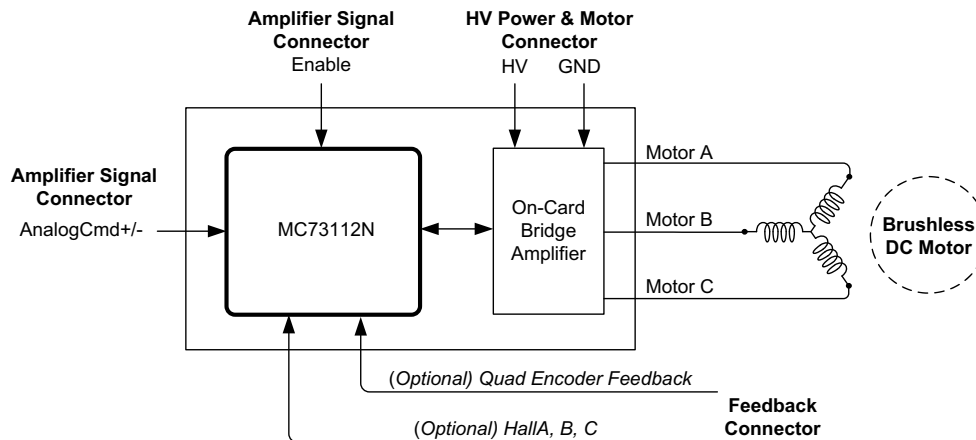 Amplifier Signal
Connector
Enable
HV Power & Motor
Connector
HV GND
Amplifier Signal
Connector
AnalogCmd+/-
MC73112N
On-Card
Bridge
Amplifier
Motor A
Motor B
Motor C
Brushless
DC Motor
(Optional) Quad Encoder Feedback
(Optional) HallA, B, C
Feedback
Connector